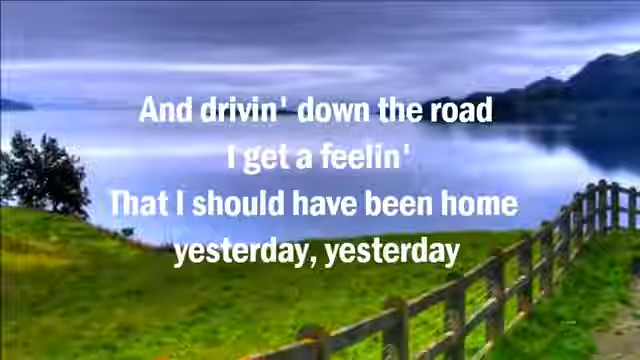 And drivin' down the road
I get a feelin'
That I should have been home
yesterday, yesterday